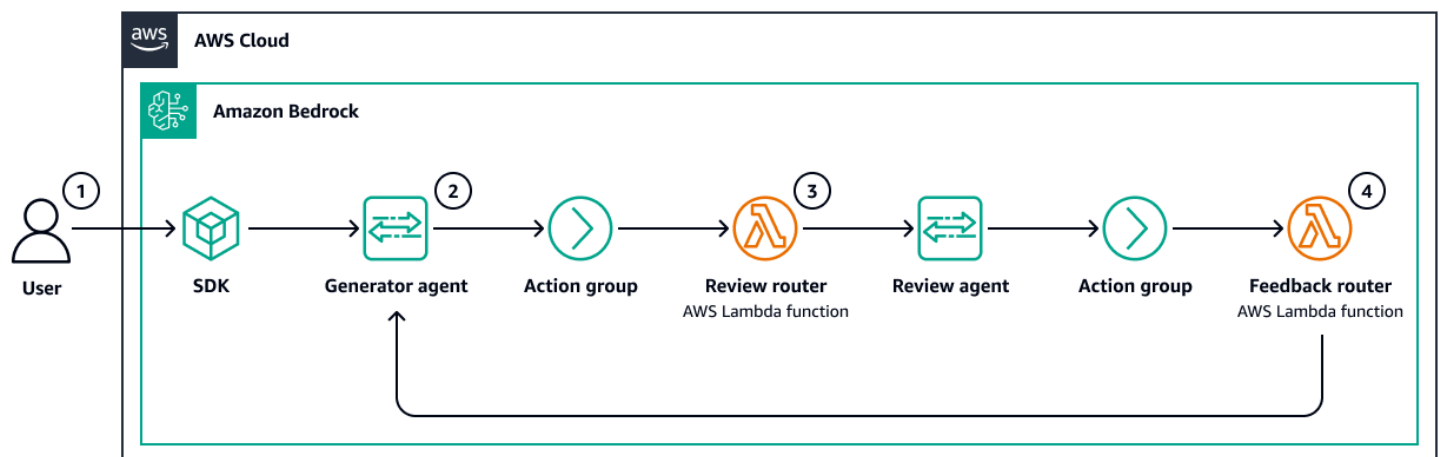 aws
AWS Cloud
Amazon Bedrock
1
2
3
4
User
SDK
Generator agent
Action group
Review router
AWS Lambda function
Review agent
Action group
Feedback router
AWS Lambda function